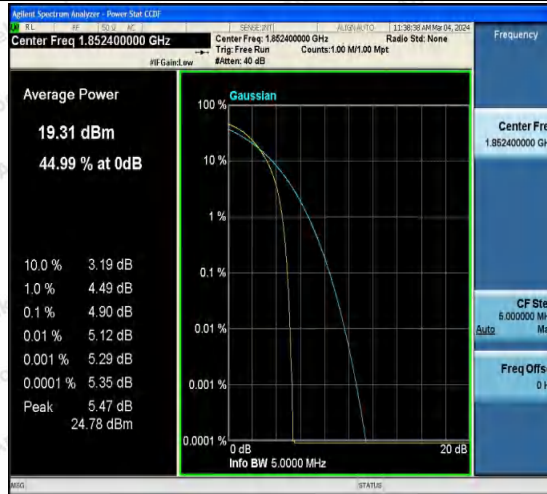 Agilent Spectrum Analyzer - Power Stat CCDF
RL RF 50 Ω AC SENSE:INT ALIGN AUTO 11:38:38 AM Mar 04, 2024
Center Freq 1.852400000 GHz
Center Freq: 1.852400000 GHz Radio Std: None
Trig: Free Run Counts:1.00 M/1.00 Mpt
#IFGain:Low #Atten: 40 dB
Frequency
Average Power
19.31 dBm
44.99 % at 0dB
10.0 % 3.19 dB
1.0 % 4.49 dB
0.1 % 4.90 dB
0.01 % 5.12 dB
0.001 % 5.29 dB
0.0001 % 5.35 dB
Peak 5.47 dB
24.78 dBm
Gaussian
100 %
10 %
1 %
0.1 %
0.01 %
0.001 %
0.0001 %
0 dB 20 dB
Info BW 5.0000 MHz
Center Fre
1.852400000 GH
CF Ste
5.000000 MH
Auto Ma
Freq Offs
0 H
MSG STATUS